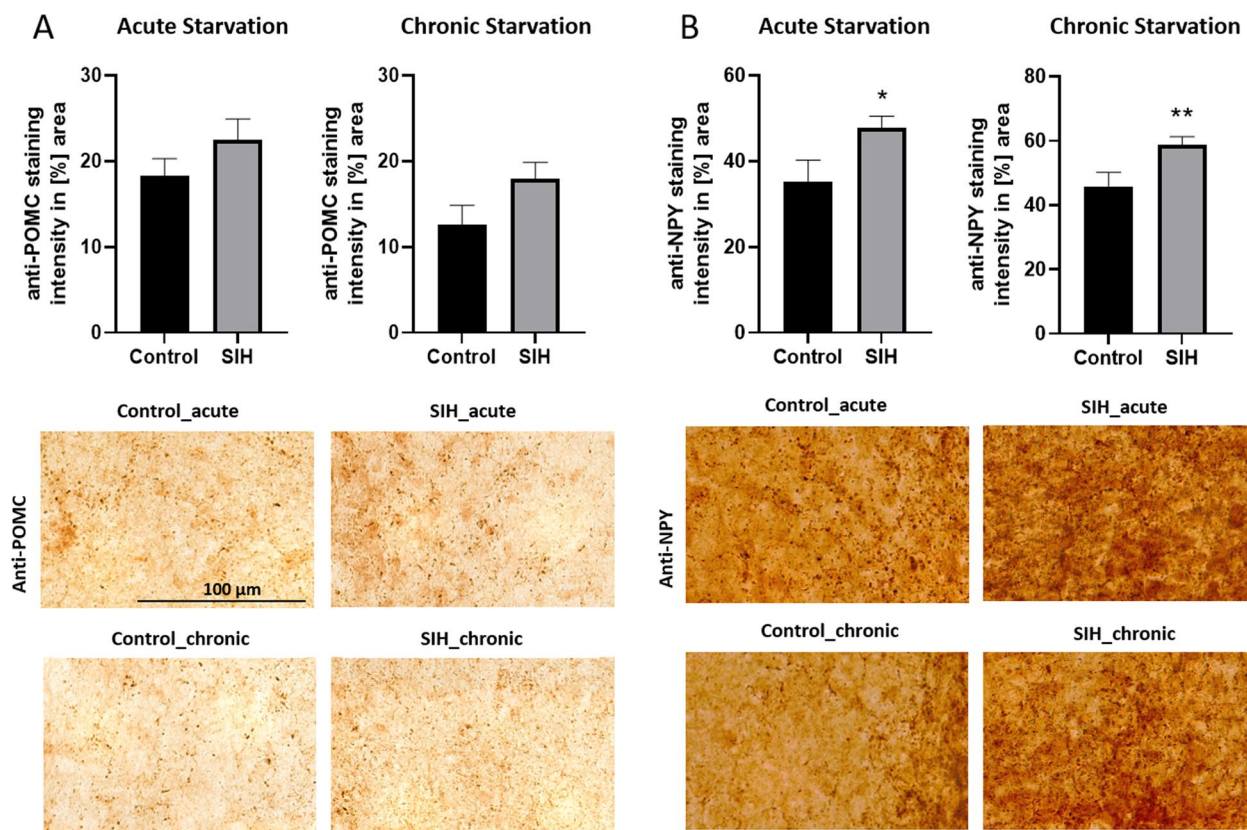 A
Acute Starvation
Chronic Starvation
anti-POMC staining
intensity in [%] area
30
20
10
0
Control
SIH
anti-POMC staining
intensity in [%] area
30
20
10
0
Control
SIH
B
Acute Starvation
Chronic Starvation
anti-NPY staining
intensity in [%] area
60
40
20
0
*
Control
SIH
anti-NPY staining
intensity in [%] area
80
60
40
20
0
**
Control
SIH
Control_acute
SIH_acute
Anti-POMC
100 µm
Control_chronic
SIH_chronic
Control_acute
SIH_acute
Anti-NPY
Control_chronic
SIH_chronic